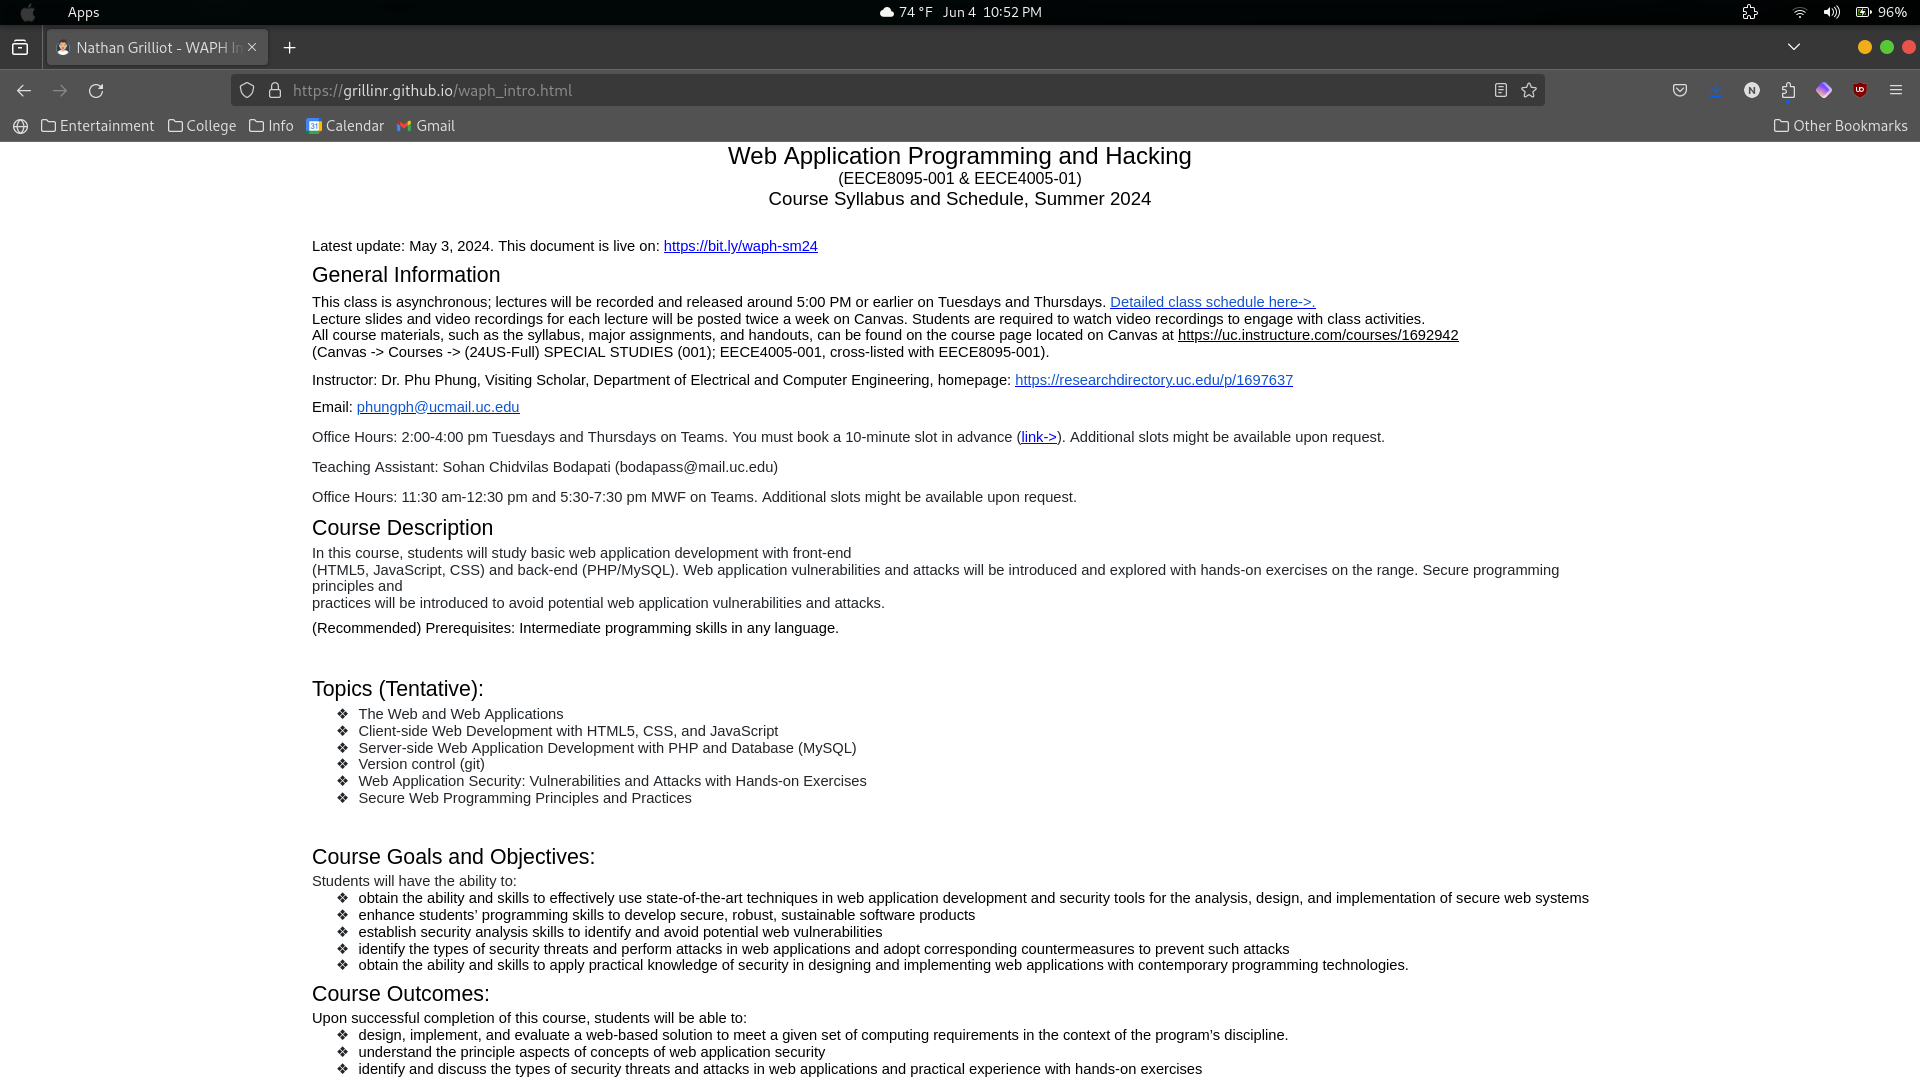 Apps
74 °F Jun 4 10:52 PM
96%
Nathan Grilliot - WAPH In
https://grillinr.github.io/waph_intro.html
Entertainment
College
Info
Calendar
Gmail
Other Bookmarks
Web Application Programming and Hacking
(EECE8095-001 & EECE4005-01)
Course Syllabus and Schedule, Summer 2024
Latest update: May 3, 2024. This document is live on: https://bit.ly/waph-sm24
General Information
This class is asynchronous; lectures will be recorded and released around 5:00 PM or earlier on Tuesdays and Thursdays. Detailed class schedule here->.
Lecture slides and video recordings for each lecture will be posted twice a week on Canvas. Students are required to watch video recordings to engage with class activities.
All course materials, such as the syllabus, major assignments, and handouts, can be found on the course page located on Canvas at https://uc.instructure.com/courses/1692942
(Canvas -> Courses -> (24US-Full) SPECIAL STUDIES (001); EECE4005-001, cross-listed with EECE8095-001).
Instructor: Dr. Phu Phung, Visiting Scholar, Department of Electrical and Computer Engineering, homepage: https://researchdirectory.uc.edu/p/1697637
Email: phungph@ucmail.uc.edu
Office Hours: 2:00-4:00 pm Tuesdays and Thursdays on Teams. You must book a 10-minute slot in advance (link->). Additional slots might be available upon request.
Teaching Assistant: Sohan Chidvilas Bodapati (bodapass@mail.uc.edu)
Office Hours: 11:30 am-12:30 pm and 5:30-7:30 pm MWF on Teams. Additional slots might be available upon request.
Course Description
In this course, students will study basic web application development with front-end
(HTML5, JavaScript, CSS) and back-end (PHP/MySQL). Web application vulnerabilities and attacks will be introduced and explored with hands-on exercises on the range. Secure programming
principles and
practices will be introduced to avoid potential web application vulnerabilities and attacks.
(Recommended) Prerequisites: Intermediate programming skills in any language.
Topics (Tentative):
❖ The Web and Web Applications
❖ Client-side Web Development with HTML5, CSS, and JavaScript
❖ Server-side Web Application Development with PHP and Database (MySQL)
❖ Version control (git)
❖ Web Application Security: Vulnerabilities and Attacks with Hands-on Exercises
❖ Secure Web Programming Principles and Practices
Course Goals and Objectives:
Students will have the ability to:
❖ obtain the ability and skills to effectively use state-of-the-art techniques in web application development and security tools for the analysis, design, and implementation of secure web systems
❖ enhance students’ programming skills to develop secure, robust, sustainable software products
❖ establish security analysis skills to identify and avoid potential web vulnerabilities
❖ identify the types of security threats and perform attacks in web applications and adopt corresponding countermeasures to prevent such attacks
❖ obtain the ability and skills to apply practical knowledge of security in designing and implementing web applications with contemporary programming technologies.
Course Outcomes:
Upon successful completion of this course, students will be able to:
❖ design, implement, and evaluate a web-based solution to meet a given set of computing requirements in the context of the program’s discipline.
❖ understand the principle aspects of concepts of web application security
❖ identify and discuss the types of security threats and attacks in web applications and practical experience with hands-on exercises